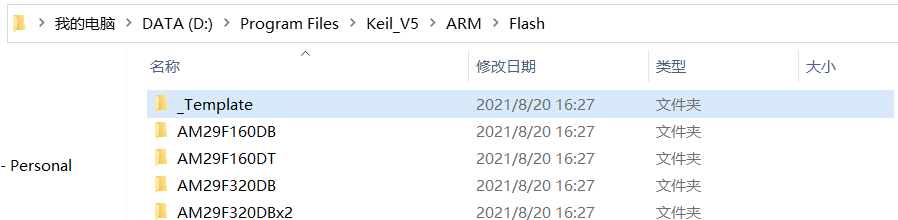 我的电脑 > DATA (D:) > Program Files > Keil_V5 > ARM > Flash
名称 修改日期 类型 大小
_Template 2021/8/20 16:27 文件夹
AM29F160DB 2021/8/20 16:27 文件夹
AM29F160DT 2021/8/20 16:27 文件夹
- Personal
AM29F320DB 2021/8/20 16:27 文件夹
AM29F320DBx2 2021/8/20 16:27 文件夹